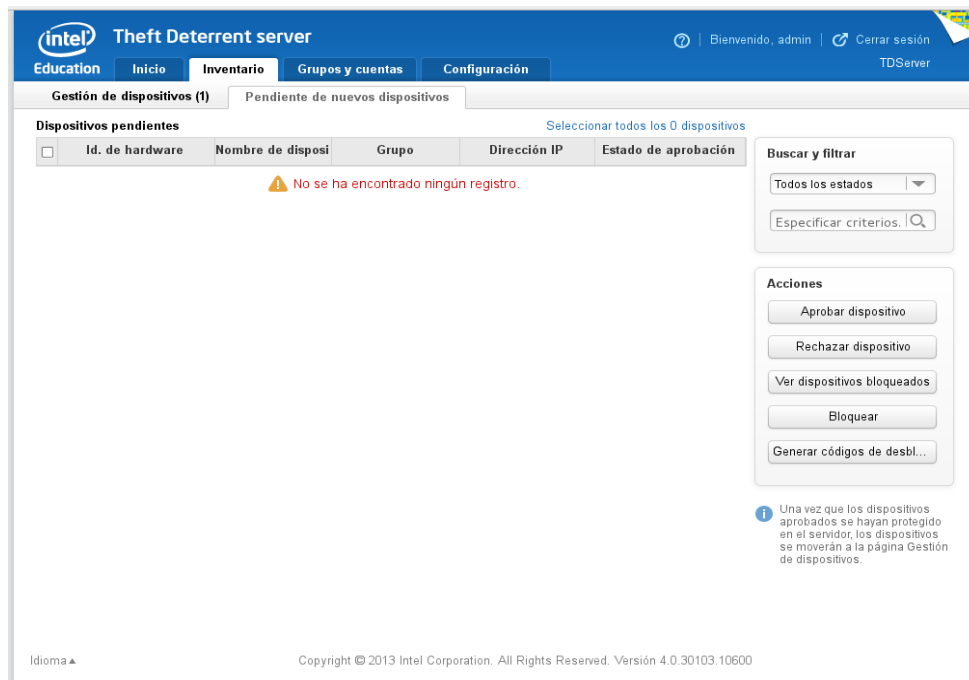 intel Theft Deterrent server
Bienvenido, admin | Cerrar sesión
TDServer
Education Inicio Inventario Grupos y cuentas Configuración
Gestión de dispositivos (1) Pendiente de nuevos dispositivos
Dispositivos pendientes Seleccionar todos los 0 dispositivos
Id. de hardware Nombre de disposi Grupo Dirección IP Estado de aprobación
No se ha encontrado ningún registro.
Buscar y filtrar
Todos los estados
Especificar criterios.
Acciones
Aprobar dispositivo
Rechazar dispositivo
Ver dispositivos bloqueados
Bloquear
Generar códigos de desbl...
Una vez que los dispositivos
aprobados se hayan protegido
en el servidor, los dispositivos
se moverán a la página Gestión
de dispositivos.
Idioma▲ Copyright © 2013 Intel Corporation. All Rights Reserved. Versión 4.0.30103.10600